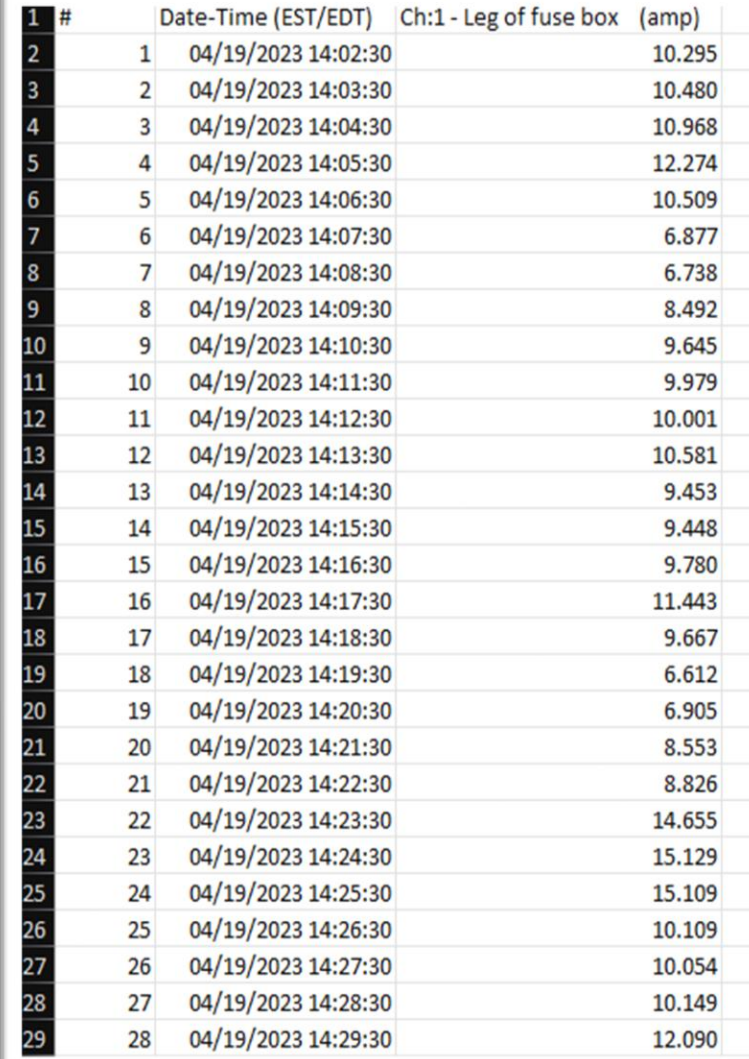 1 # Date-Time (EST/EDT) Ch:1 - Leg of fuse box (amp)
2 1 04/19/2023 14:02:30 10.295
3 2 04/19/2023 14:03:30 10.480
4 3 04/19/2023 14:04:30 10.968
5 4 04/19/2023 14:05:30 12.274
6 5 04/19/2023 14:06:30 10.509
7 6 04/19/2023 14:07:30 6.877
8 7 04/19/2023 14:08:30 6.738
9 8 04/19/2023 14:09:30 8.492
10 9 04/19/2023 14:10:30 9.645
11 10 04/19/2023 14:11:30 9.979
12 11 04/19/2023 14:12:30 10.001
13 12 04/19/2023 14:13:30 10.581
14 13 04/19/2023 14:14:30 9.453
15 14 04/19/2023 14:15:30 9.448
16 15 04/19/2023 14:16:30 9.780
17 16 04/19/2023 14:17:30 11.443
18 17 04/19/2023 14:18:30 9.667
19 18 04/19/2023 14:19:30 6.612
20 19 04/19/2023 14:20:30 6.905
21 20 04/19/2023 14:21:30 8.553
22 21 04/19/2023 14:22:30 8.826
23 22 04/19/2023 14:23:30 14.655
24 23 04/19/2023 14:24:30 15.129
25 24 04/19/2023 14:25:30 15.109
26 25 04/19/2023 14:26:30 10.109
27 26 04/19/2023 14:27:30 10.054
28 27 04/19/2023 14:28:30 10.149
29 28 04/19/2023 14:29:30 12.090